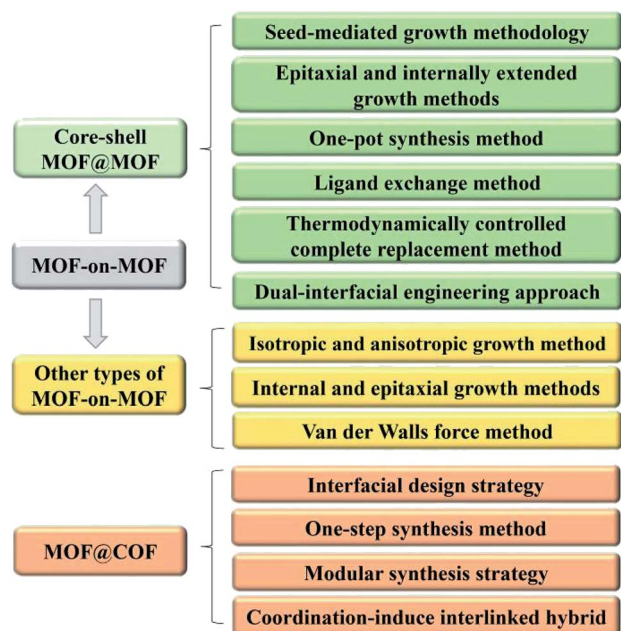 Seed-mediated growth methodology
Epitaxial and internally extended
growth methods
Core-shell
MOF@MOF
One-pot synthesis method
Ligand exchange method
Thermodynamically controlled
complete replacement method
MOF-on-MOF
Dual-interfacial engineering approach
Other types of
MOF-on-MOF
Isotropic and anisotropic growth method
Internal and epitaxial growth methods
Van der Walls force method
MOF@COF
Interfacial design strategy
One-step synthesis method
Modular synthesis strategy
Coordination-induce interlinked hybrid